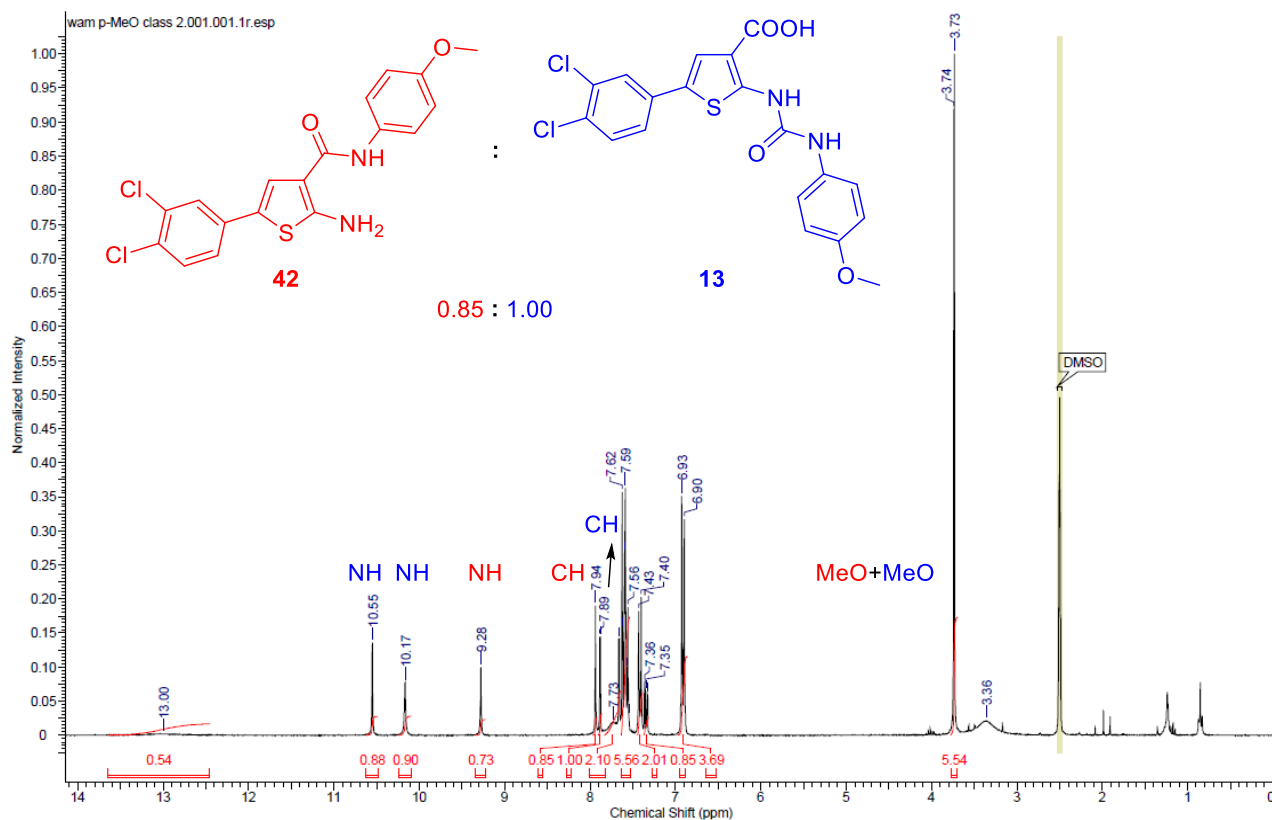 wam p-MeO class 2.001.001.1r.esp
O
O
NH
Cl
Cl
S
NH2
42
:
COOH
Cl
Cl
S
NH
O
NH
O
13
0.85 : 1.00
Normalized Intensity
1.00
0.95
0.90
0.85
0.80
0.75
0.70
0.65
0.60
0.55
0.50
0.45
0.40
0.35
0.30
0.25
0.20
0.15
0.10
0.05
0
3.73
3.74
DMSO
7.62
7.59
6.93
6.90
CH
NH
NH
NH
CH
MeO+MeO
7.94
7.89
7.56
7.43
7.40
7.36
7.35
7.73
10.55
10.17
9.28
13.00
3.36
0.54
0.88
0.90
0.73
0.85
1.00
2.10
5.56
2.01
0.85
3.69
5.54
14
13
12
11
10
9
8
7
6
5
4
3
2
1
0
Chemical Shift (ppm)